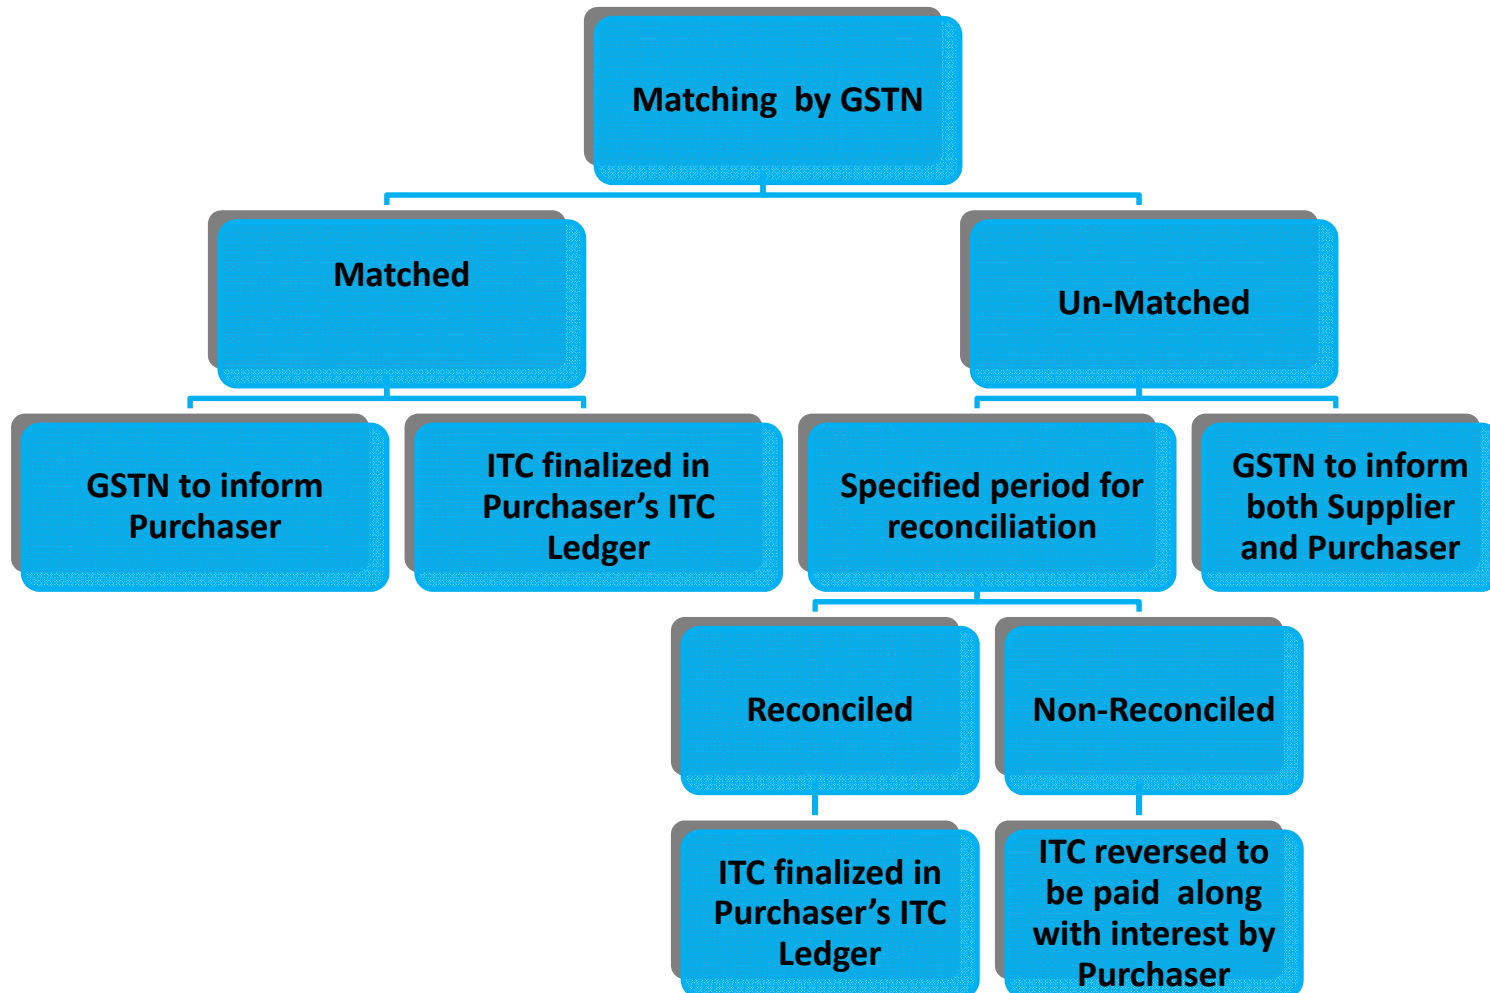 Matching  by GSTN
Matched
Un-Matched
GSTN to inform
Purchaser
ITC finalized in
Purchaser’s ITC
Ledger
Specified period for
reconciliation
GSTN to inform
both Supplier
and Purchaser
Reconciled
Non-Reconciled
ITC finalized in
Purchaser’s ITC
Ledger
ITC reversed to
be paid  along
with interest by
Purchaser